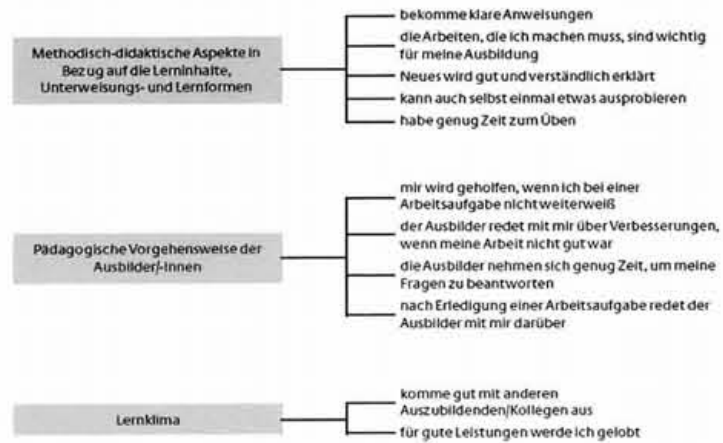 Methodisch-didaktische Aspekte in
Bezug auf die Lerninhalte,
Unterweisungs- und Lernformen
bekomme klare Anweisungen
die Arbeiten, die ich machen muss, sind wichtig
für meine Ausbildung
Neues wird gut und verständlich erklärt
kann auch selbst einmal etwas ausprobieren
habe genug Zeit zum Üben
Pädagogische Vorgehensweise der
Ausbilder/-innen
mir wird geholfen, wenn ich bei einer
Arbeitsaufgabe nicht weiterweiß
der Ausbilder redet mit mir über Verbesserungen,
wenn meine Arbeit nicht gut war
die Ausbilder nehmen sich genug Zeit, um meine
Fragen zu beantworten
nach Erledigung einer Arbeitsaufgabe redet der
Ausbilder mit mir darüber
Lernklima
komme gut mit anderen
Auszubildenden/Kollegen aus
für gute Leistungen werde ich gelobt